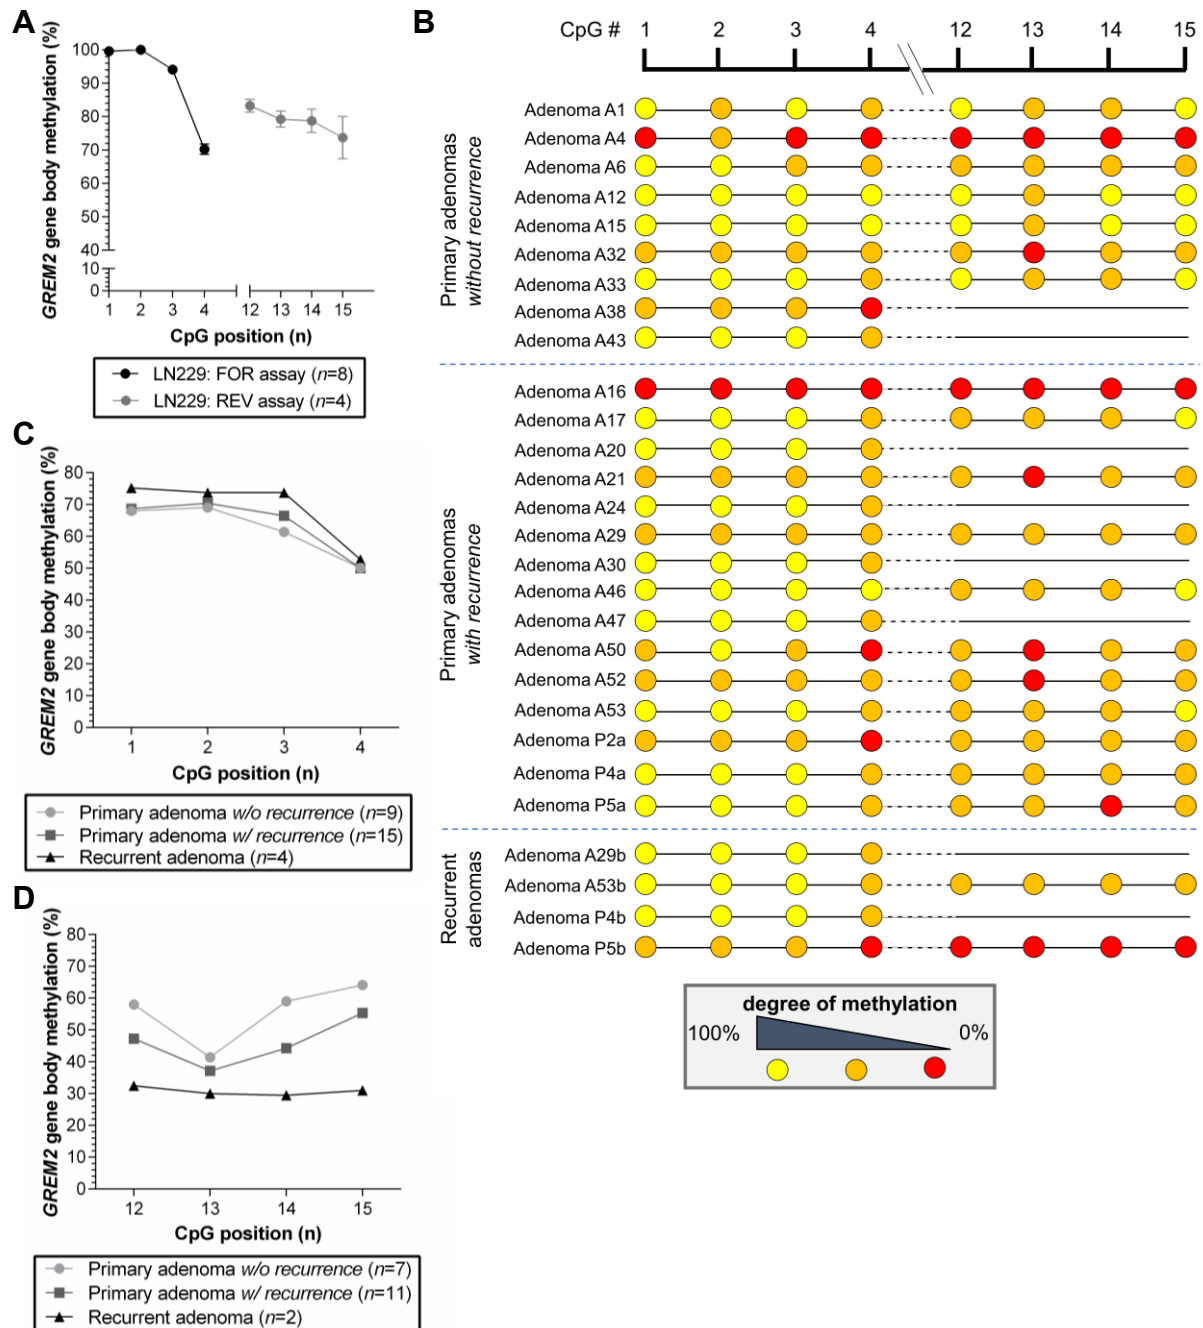 A
GREM2 gene body methylation (%)
100
90
80
70
60
50
40
10
0
1 2 3 4 12 13 14 15
CpG position (n)
LN229: FOR assay (n=8)
LN229: REV assay (n=4)
B
CpG # 1 2 3 4 12 13 14 15
Primary adenomas
without recurrence
Adenoma A1
Adenoma A4
Adenoma A6
Adenoma A12
Adenoma A15
Adenoma A32
Adenoma A33
Adenoma A38
Adenoma A43
Primary adenomas
with recurrence
Adenoma A16
Adenoma A17
Adenoma A20
Adenoma A21
Adenoma A24
Adenoma A29
Adenoma A30
Adenoma A46
Adenoma A47
Adenoma A50
Adenoma A52
Adenoma A53
Adenoma P2a
Adenoma P4a
Adenoma P5a
Recurrent
adenomas
Adenoma A29b
Adenoma A53b
Adenoma P4b
Adenoma P5b
degree of methylation
100% 0%
C
GREM2 gene body methylation (%)
80
70
60
50
40
30
20
10
0
1 2 3 4
CpG position (n)
Primary adenoma w/o recurrence (n=9)
Primary adenoma w/ recurrence (n=15)
Recurrent adenoma (n=4)
D
GREM2 gene body methylation (%)
80
70
60
50
40
30
20
10
0
12 13 14 15
CpG position (n)
Primary adenoma w/o recurrence (n=7)
Primary adenoma w/ recurrence (n=11)
Recurrent adenoma (n=2)